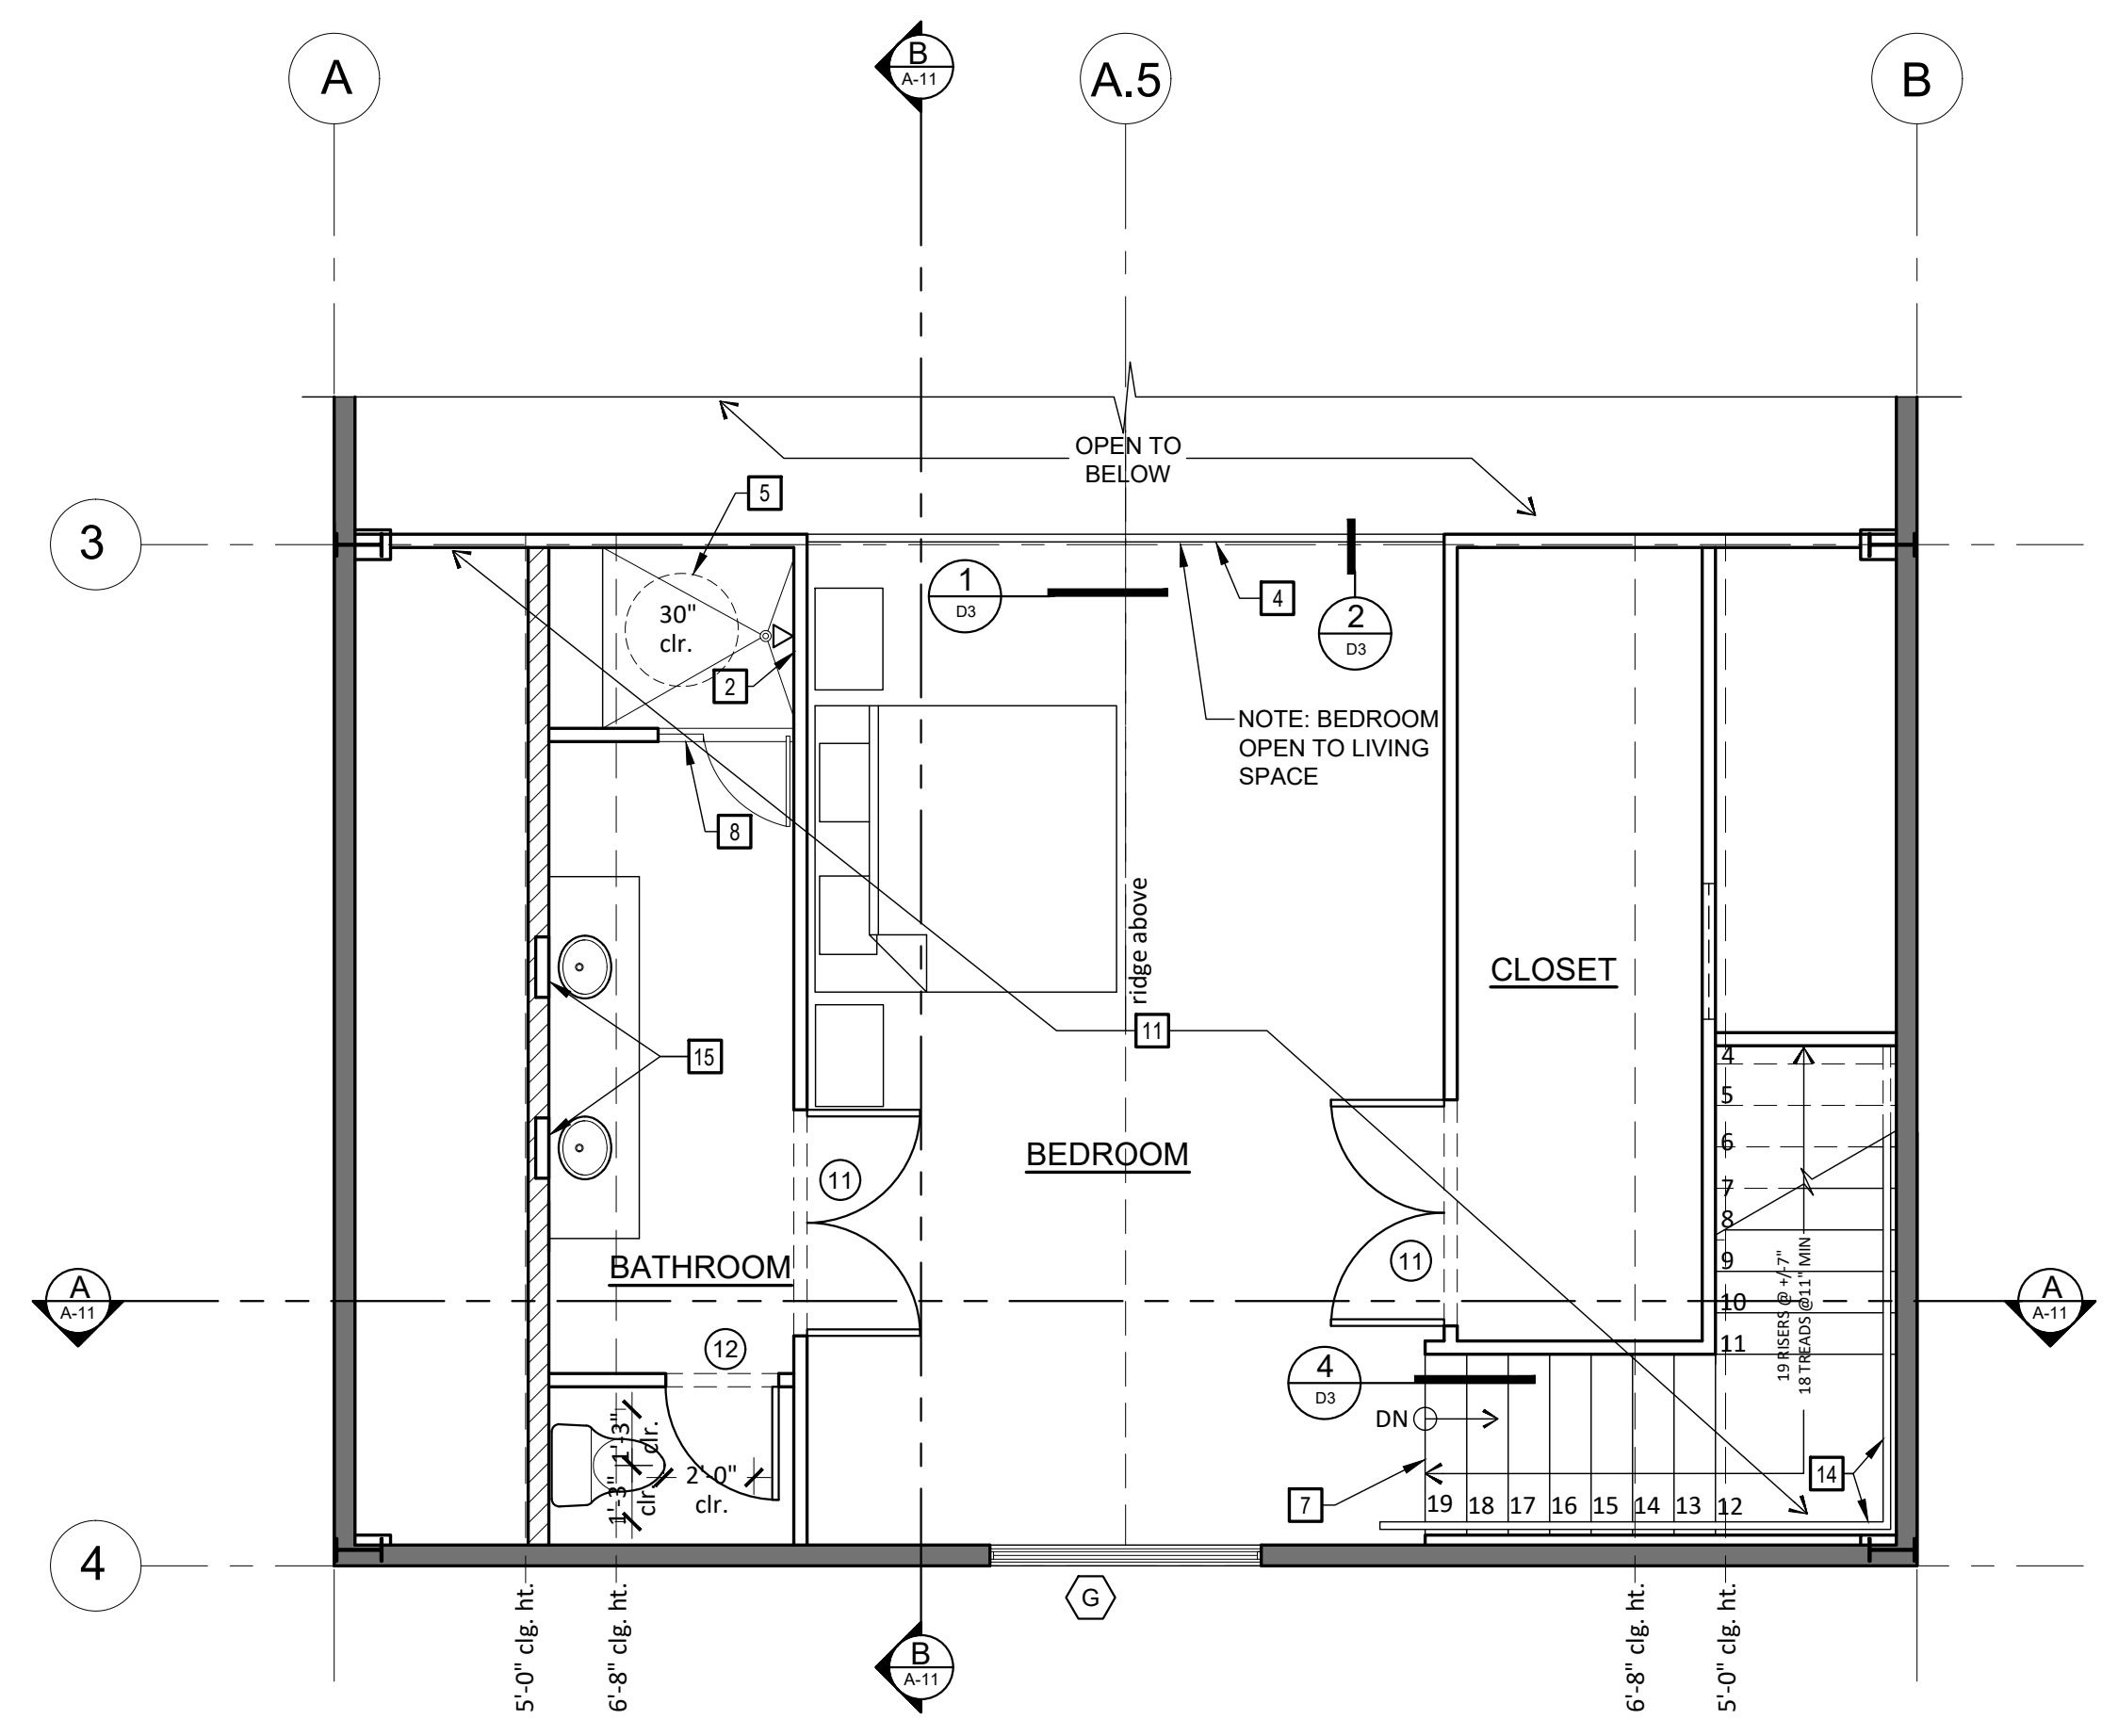 A
B
A-11
A.5
B
OPEN TO
BELOW
5
3
30"
clr.
1
D3
4
2
D3
2
NOTE: BEDROOM
OPEN TO LIVING
SPACE
8
ridge above
CLOSET
11
15
4
5
6
7
8
9
10
11
BEDROOM
11
11
BATHROOM
19 RISERS @ +/-7"
18 TREADS @11" MIN
A
A-11
A
A-11
12
4
D3
DN
1'-3"
clr.
1'-3"
clr.
2'-0"
clr.
14
7
19
18
17
16
15
14
13
12
4
G
5'-0" clg. ht.
6'-8" clg. ht.
B
A-11
6'-8" clg. ht.
5'-0" clg. ht.